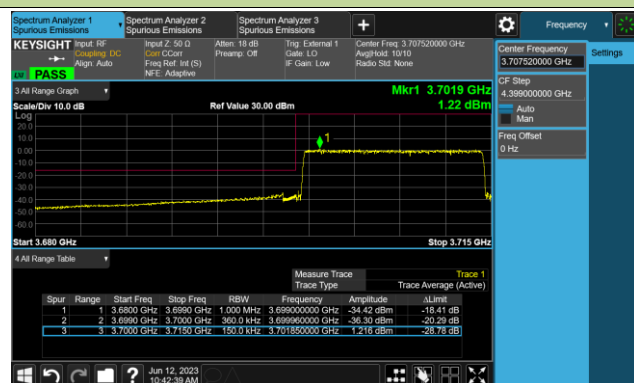 Spectrum Analyzer 1
Spurious Emissions
Spectrum Analyzer 2
Spurious Emissions
Spectrum Analyzer 3
Spurious Emissions
+
Frequency
KEYSIGHT
Input: RF
Coupling: DC
Align: Auto
Input Z: 50 Ω
Corr CCorr
Freq Ref: Int (S)
NFE: Adaptive
Atten: 18 dB
Preamp: Off
Trig: External 1
Gate: LO
IF Gain: Low
Center Freq: 3.707520000 GHz
Avg|Hold: 10/10
Radio Std: None
PASS
Center Frequency
3.707520000 GHz
Settings
CF Step
4.399000000 GHz
Auto
Man
Freq Offset
0 Hz
3 All Range Graph
Mkr1 3.7019 GHz
Scale/Div 10.0 dB
Ref Value 30.00 dBm
1.22 dBm
Log
20.0
10.0
0.00
-10.0
-20.0
-30.0
-40.0
-50.0
-60.0
1
Start 3.680 GHz
Stop 3.715 GHz
4 All Range Table
Measure Trace Trace 1
Trace Type Trace Average (Active)
Spur Range Start Freq Stop Freq RBW Frequency Amplitude ΔLimit
1 1 3.6800 GHz 3.6990 GHz 1.000 MHz 3.699000000 GHz -34.42 dBm -18.41 dB
2 2 3.6990 GHz 3.7000 GHz 360.0 kHz 3.699960000 GHz -36.30 dBm -20.29 dB
3 3 3.7000 GHz 3.7150 GHz 150.0 kHz 3.701850000 GHz 1.216 dBm -28.78 dB
?
Jun 12, 2023
10:42:39 AM